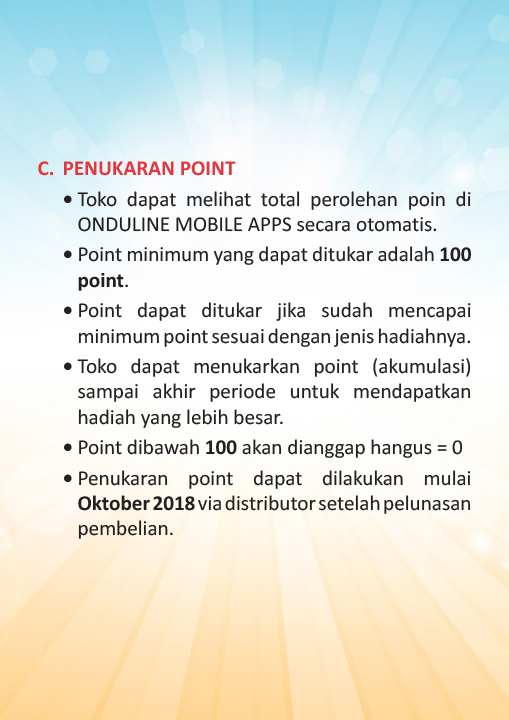 C. PENUKARAN POINT
• Toko dapat melihat total perolehan poin di
ONDULINE MOBILE APPS secara otomatis.
• Point minimum yang dapat ditukar adalah 100
point.
• Point dapat ditukar jika sudah mencapai
minimum point sesuai dengan jenis hadiahnya.
• Toko dapat menukarkan point (akumulasi)
sampai akhir periode untuk mendapatkan
hadiah yang lebih besar.
• Point dibawah 100 akan dianggap hangus = 0
• Penukaran point dapat dilakukan mulai
Oktober 2018 via distributor setelah pelunasan
pembelian.